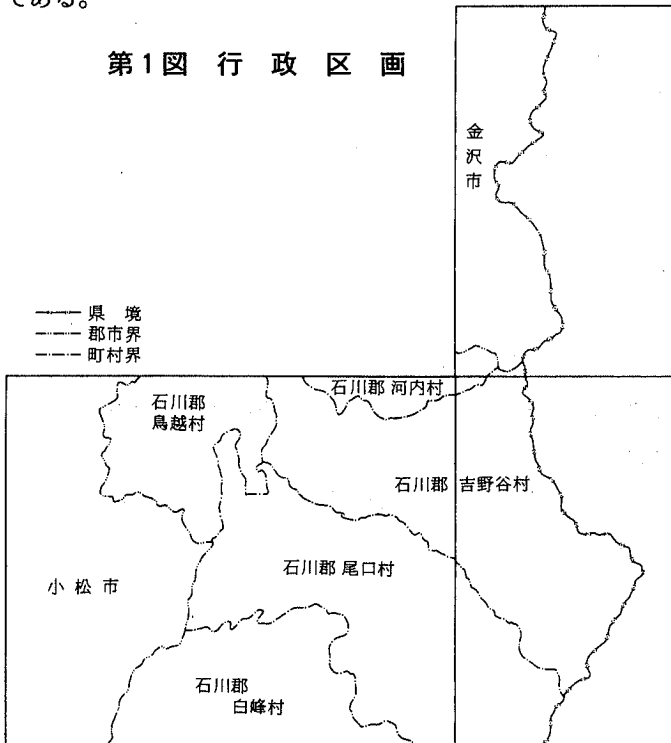 である。
第1図 行 政 区 画
金沢市
県 境
郡市界
町村界
石川郡 河内村
石川郡
鳥越村
石川郡 吉野谷村
石川郡 尾口村
小 松 市
石川郡
白峰村